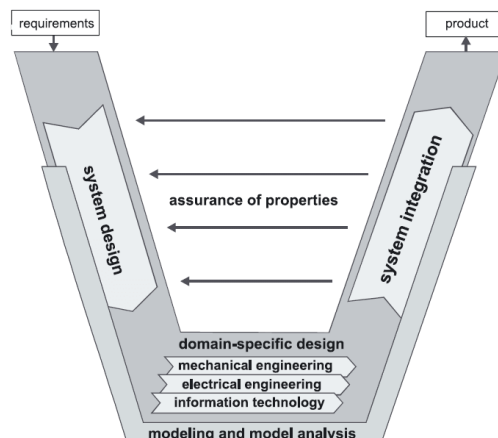 requirements
product
system design
system integration
assurance of properties
domain-specific design
mechanical engineering
electrical engineering
information technology
modeling and model analysis